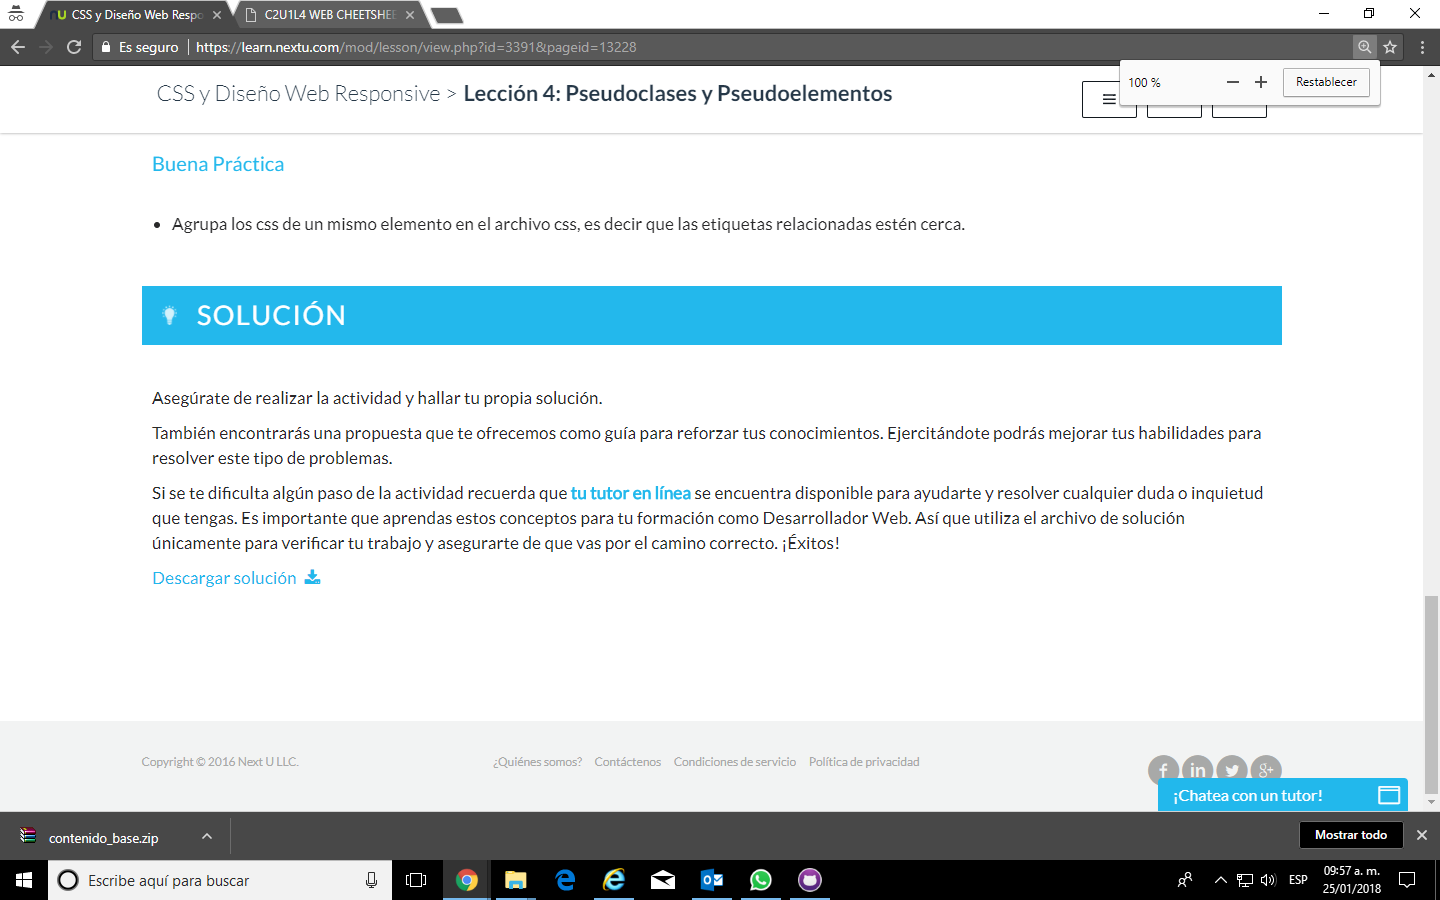 CSS y Diseño Web Respo
C2U1L4 WEB CHEETSHEE
Es seguro
https://learn.nextu.com/mod/lesson/view.php?id=3391&pageid=13228
100 %
Restablecer
CSS y Diseño Web Responsive > Lección 4: Pseudoclases y Pseudoelementos
Buena Práctica
Agrupa los css de un mismo elemento en el archivo css, es decir que las etiquetas relacionadas estén cerca.
SOLUCIÓN
Asegúrate de realizar la actividad y hallar tu propia solución.
También encontrarás una propuesta que te ofrecemos como guía para reforzar tus conocimientos. Ejercitándote podrás mejorar tus habilidades para
resolver este tipo de problemas.
Si se te dificulta algún paso de la actividad recuerda que tu tutor en línea se encuentra disponible para ayudarte y resolver cualquier duda o inquietud
que tengas. Es importante que aprendas estos conceptos para tu formación como Desarrollador Web. Así que utiliza el archivo de solución
únicamente para verificar tu trabajo y asegurarte de que vas por el camino correcto. ¡Éxitos!
Descargar solución
Copyright © 2016 Next U LLC.
¿Quiénes somos? Contáctenos Condiciones de servicio Política de privacidad
¡Chatea con un tutor!
contenido_base.zip
Mostrar todo
Escribe aquí para buscar
ESP
09:57 a. m.
25/01/2018